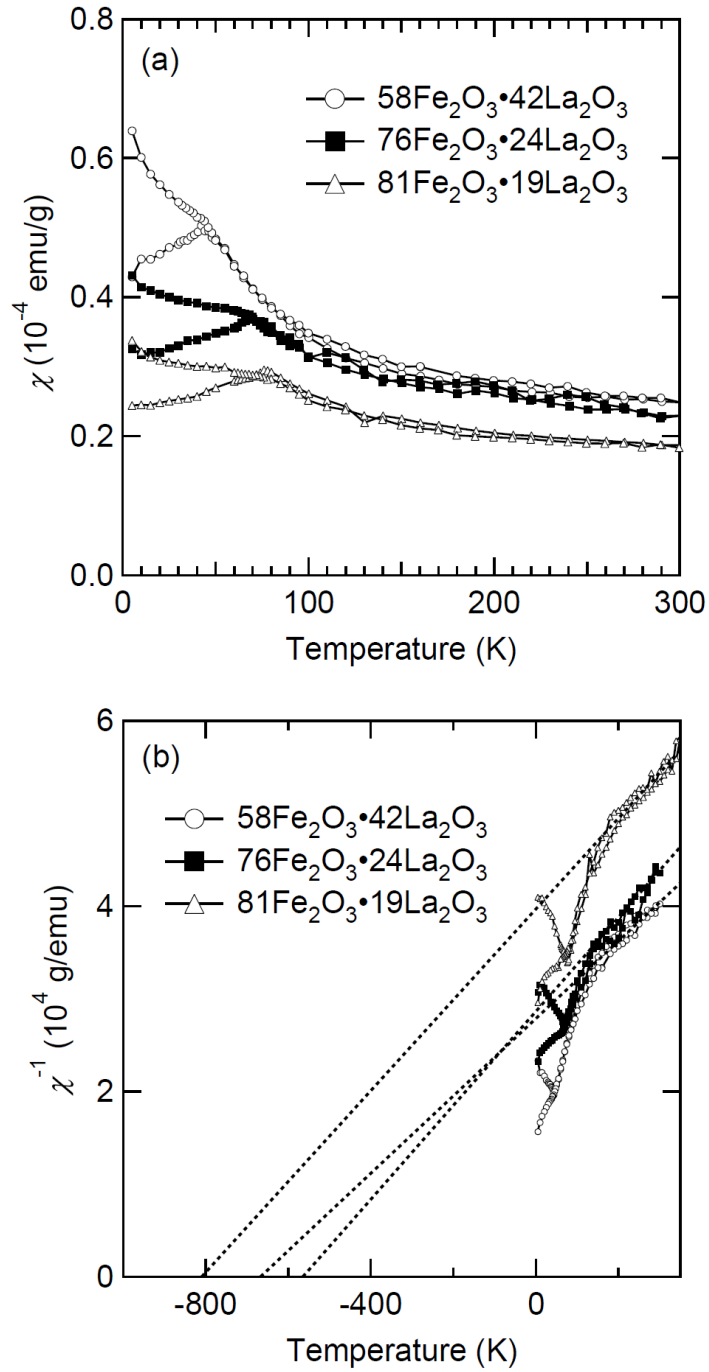 (a)
58Fe₂O₃•42La₂O₃
76Fe₂O₃•24La₂O₃
81Fe₂O₃•19La₂O₃
0.8
0.6
0.4
0.2
0.0
χ (10⁻⁴ emu/g)
0
100
200
300
Temperature (K)
(b)
58Fe₂O₃•42La₂O₃
76Fe₂O₃•24La₂O₃
81Fe₂O₃•19La₂O₃
6
4
2
0
χ⁻¹ (10⁴ g/emu)
-800
-400
0
Temperature (K)